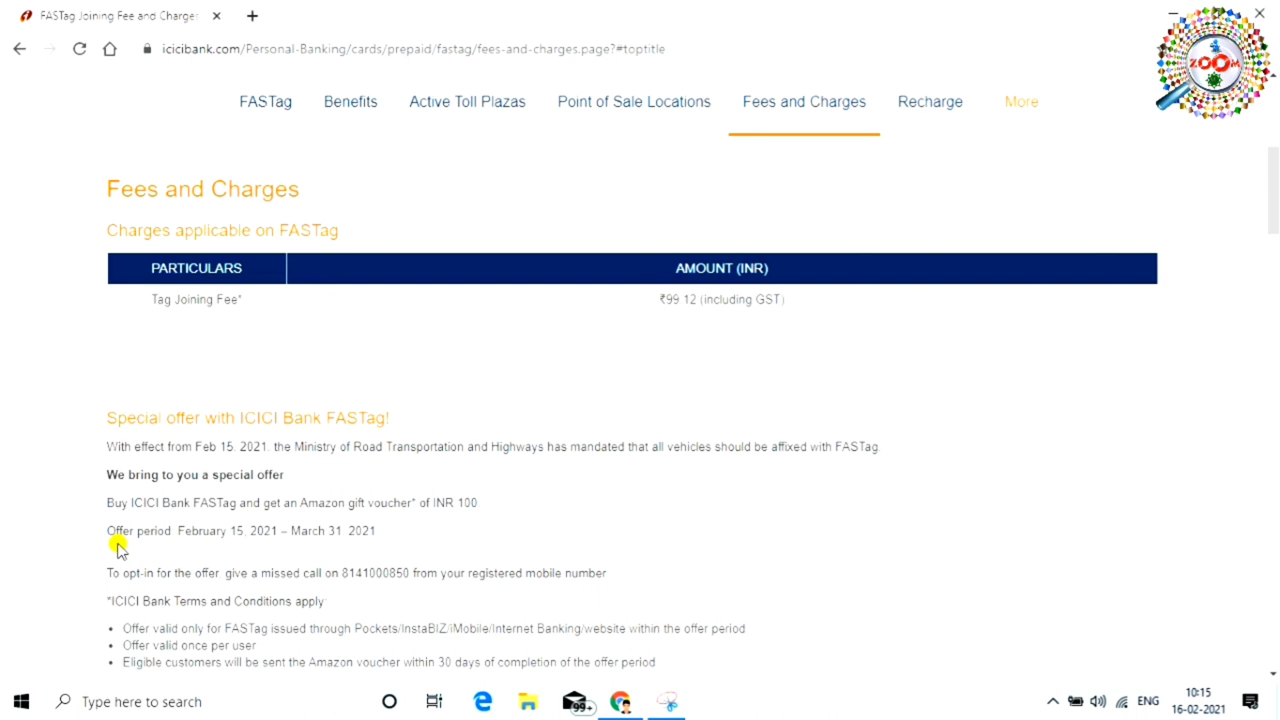 FASTag Joining Fee and Charges
icicibank.com/Personal-Banking/cards/prepaid/fastag/fees-and-charges.page?#toptitle
ZOOM
FASTag Benefits Active Toll Plazas Point of Sale Locations Fees and Charges Recharge More
Fees and Charges
Charges applicable on FASTag
PARTICULARS AMOUNT (INR)
Tag Joining Fee* ₹99.12 (including GST)
Special offer with ICICI Bank FASTag!
With effect from Feb 15, 2021, the Ministry of Road Transportation and Highways has mandated that all vehicles should be affixed with FASTag.
We bring to you a special offer
Buy ICICI Bank FASTag and get an Amazon gift voucher* of INR 100.
Offer period: February 15, 2021 – March 31, 2021
To opt-in for the offer, give a missed call on 8141000850 from your registered mobile number
*ICICI Bank Terms and Conditions apply:
• Offer valid only for FASTag issued through Pockets/InstaBIZ/iMobile/Internet Banking/website within the offer period
• Offer valid once per user
• Eligible customers will be sent the Amazon voucher within 30 days of completion of the offer period
Type here to search 99+ ENG 10:15
16-02-2021